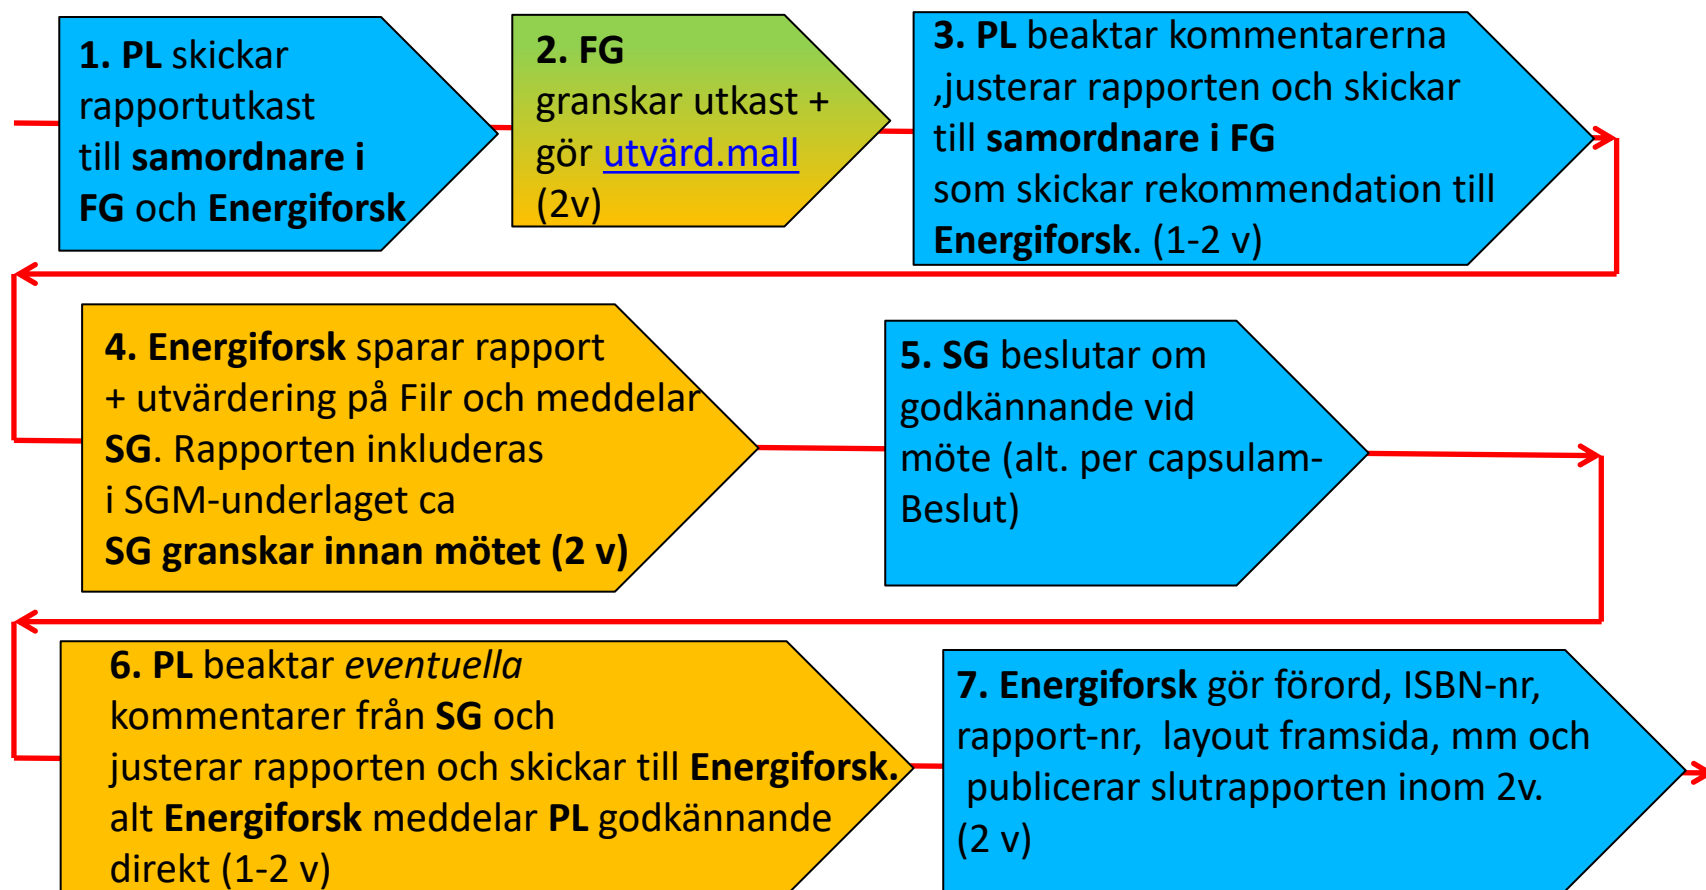 1. PL skickar
rapportutkast
till samordnare i
FG och Energiforsk
2. FG
granskar utkast +
gör utvärd.mall
(2v)
3. PL beaktar kommentarerna
,justerar rapporten och skickar
till samordnare i FG
som skickar rekommendation till
Energiforsk. (1-2 v)
4. Energiforsk sparar rapport
+ utvärdering på Filr och meddelar
SG. Rapporten inkluderas
i SGM-underlaget ca
SG granskar innan mötet (2 v)
5. SG beslutar om
godkännande vid
möte (alt. per capsulam-
Beslut)
6. PL beaktar eventuella
kommentarer från SG och
justerar rapporten och skickar till Energiforsk.
alt Energiforsk meddelar PL godkännande
direkt (1-2 v)
7. Energiforsk gör förord, ISBN-nr,
rapport-nr, layout framsida, mm och
publicerar slutrapporten inom 2v.
(2 v)